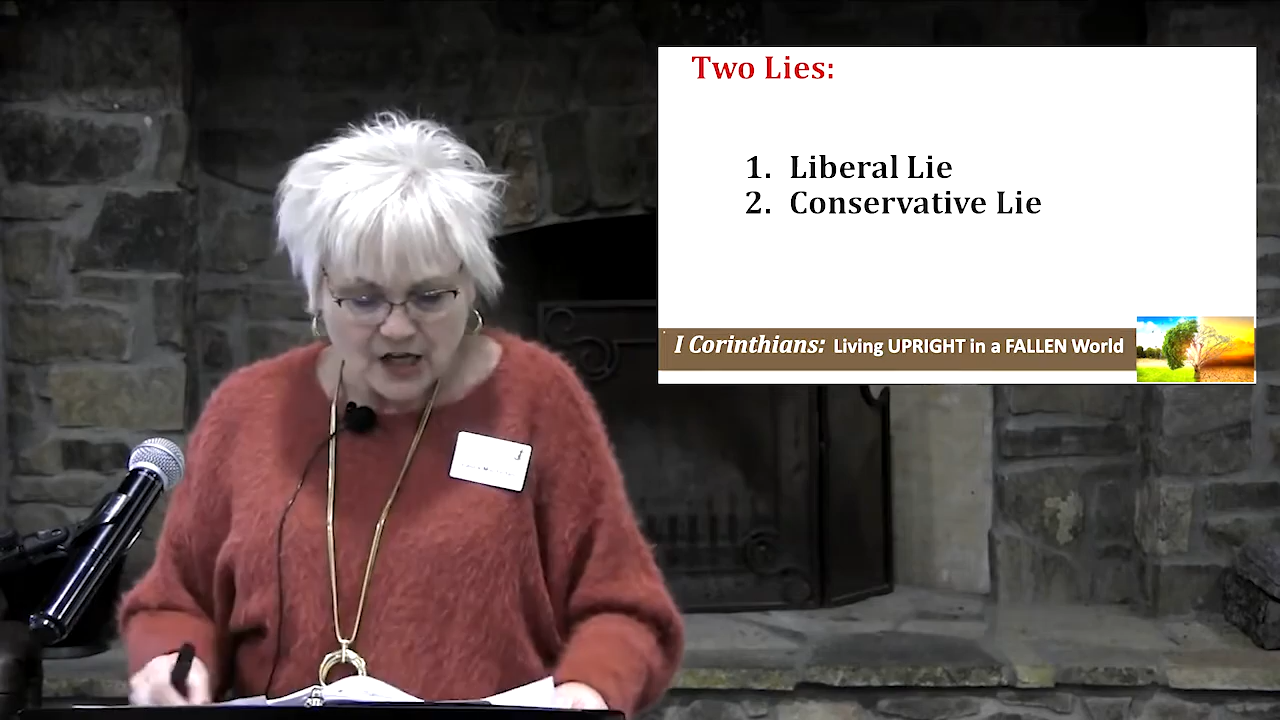 Two Lies:
1. Liberal Lie
2. Conservative Lie
I Corinthians: Living UPRIGHT in a FALLEN World